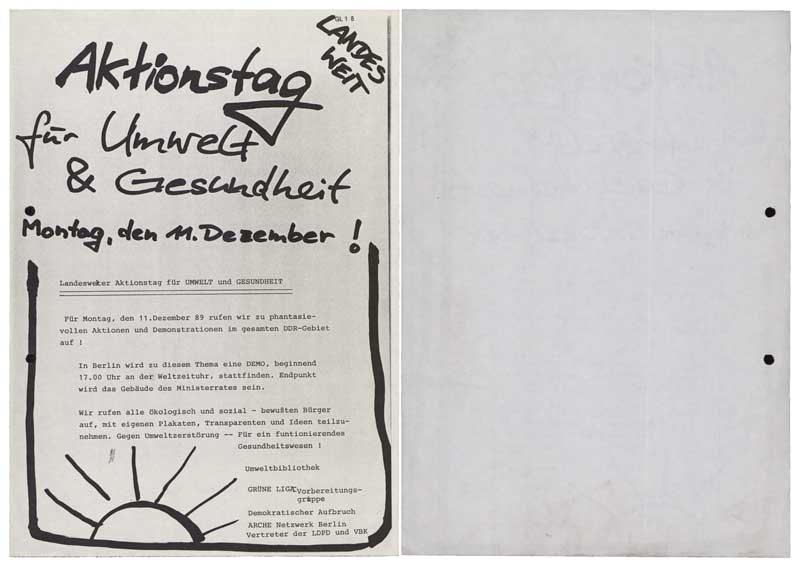 GL 1 8
LANDES
WEIT
Aktionstag
für Umwelt
& Gesundheit
Montag, den 11. Dezember !
Landesweiter Aktionstag für UMWELT und GESUNDHEIT
Für Montag, den 11.Dezember 89 rufen wir zu phantasie-
vollen Aktionen und Demonstrationen im gesamten DDR-Gebiet
auf !
In Berlin wird zu diesem Thema eine DEMO, beginnend
17.00 Uhr an der Weltzeituhr, stattfinden. Endpunkt
wird das Gebäude des Ministerrates sein.
Wir rufen alle ökologisch und sozial - bewußten Bürger
auf, mit eigenen Plakaten, Transparenten und Ideen teilzu-
nehmen. Gegen Umweltzerstörung -- Für ein funtionierendes
Gesundheitswesen !
Umweltbibliothek
GRÜNE LIGA Vorbereitungs-
gruppe
Demokratischer Aufbruch
ARCHE Netzwerk Berlin
Vertreter der LDPD und VBK